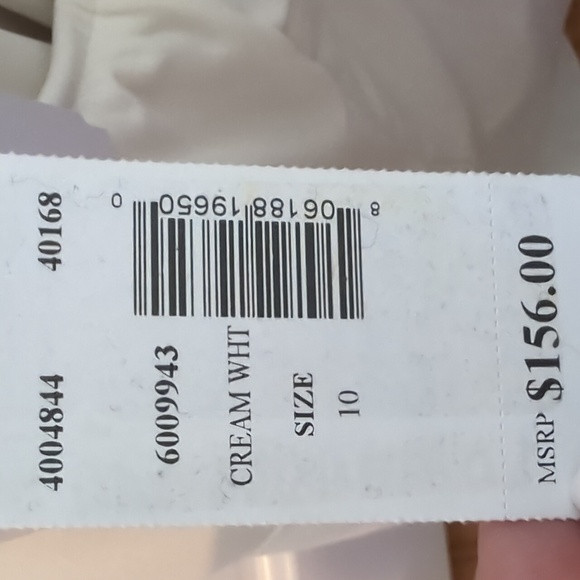 4004844 40168
8 06188 19650 0
6009943
CREAM WHT
SIZE
10
MSRP $156.00